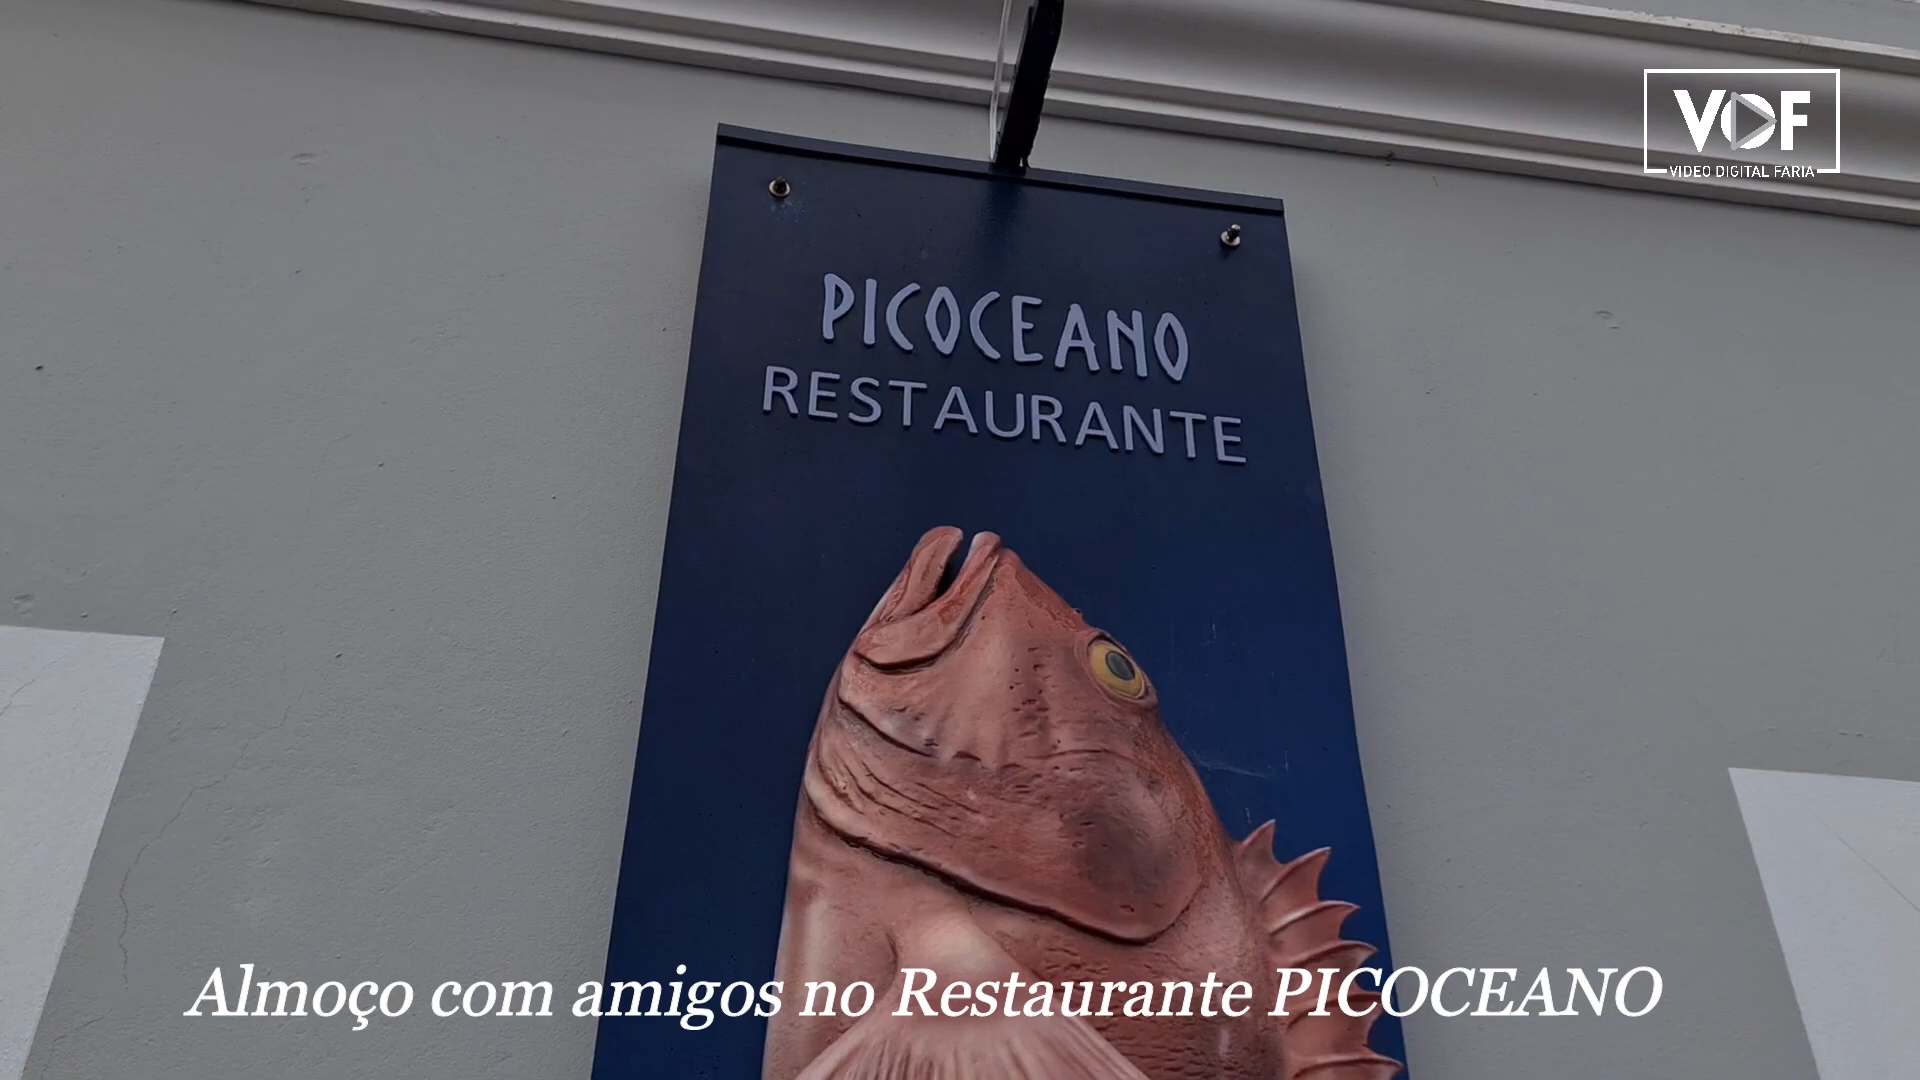 VDF
VIDEO DIGITAL FARIA
PICOCEANO
RESTAURANTE
Almoço com amigos no Restaurante PICOCEANO